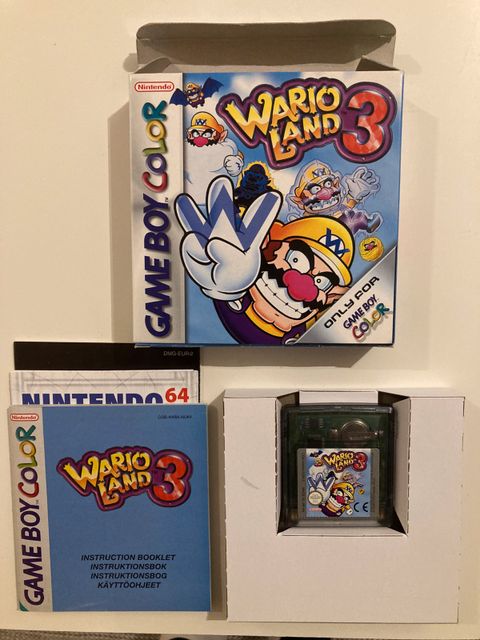 Nintendo
GAME BOY COLOR
WARIO
LAND 3
W
ONLY FOR
GAME BOY
COLOR
DMG-EUR-2
NINTENDO 64
Nintendo
GAME BOY COLOR
WARIO
LAND 3
INSTRUCTION BOOKLET
INSTRUKTIONSBOK
INSTRUKTIONSBOG
KÄYTTÖOHJEET
WARIO
LAND 3
CE